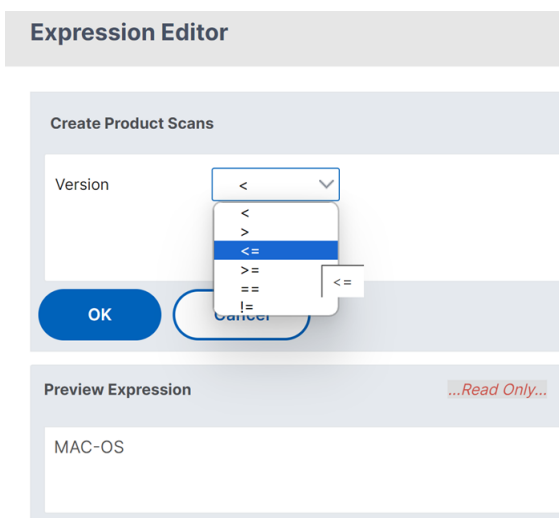 Expression Editor
Create Product Scans
Version
<
<
>
<=
>=
==
!=
<=
OK
Cancel
Preview Expression
...Read Only...
MAC-OS